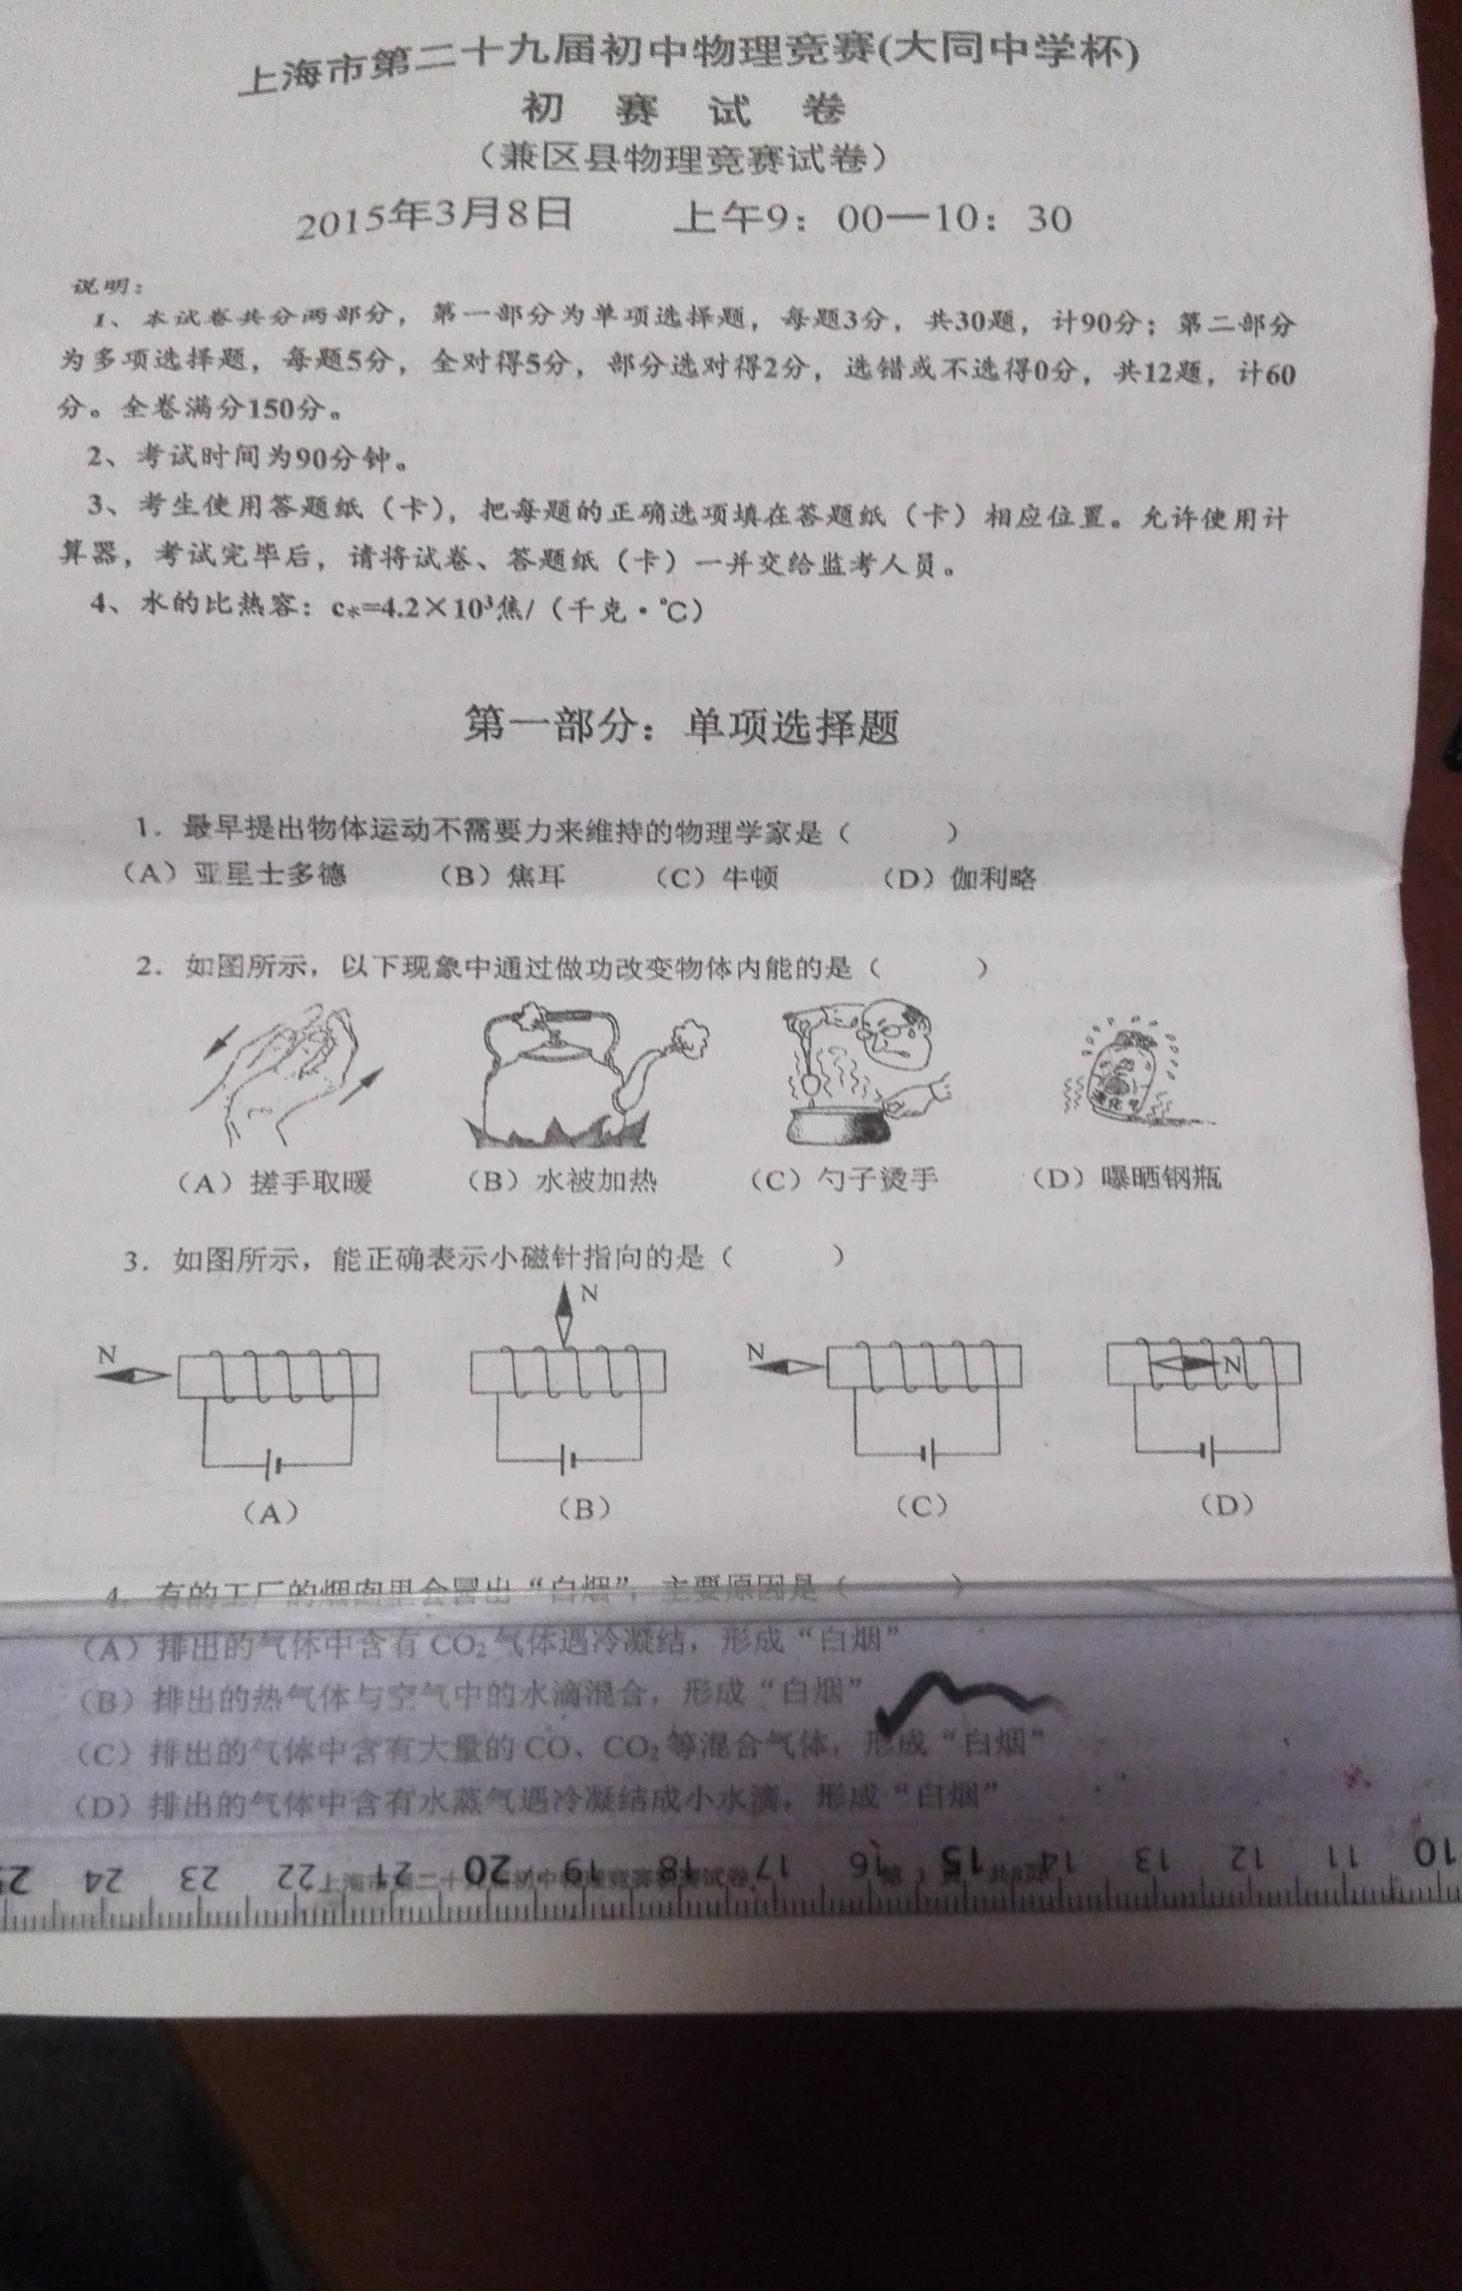 上海市第二十九届初中物理竞赛(大同中学杯)
初 赛 试 卷
（兼区县物理竞赛试卷）
2015年3月8日 上午9：00—10：30
说明：
1、本试卷共分两部分，第一部分为单项选择题，每题3分，共30题，计90分；第二部分
为多项选择题，每题5分，全对得5分，部分选对得2分，选错或不选得0分，共12题，计60
分。全卷满分150分。
2、考试时间为90分钟。
3、考生使用答题纸（卡），把每题的正确选项填在答题纸（卡）相应位置。允许使用计
算器，考试完毕后，请将试卷、答题纸（卡）一并交给监考人员。
4、水的比热容：c水=4.2×10³焦/（千克·℃）
第一部分：单项选择题
1．最早提出物体运动不需要力来维持的物理学家是（ ）
（A）亚里士多德 （B）焦耳 （C）牛顿 （D）伽利略
2．如图所示，以下现象中通过做功改变物体内能的是（ ）
（A）搓手取暖 （B）水被加热 （C）勺子烫手 （D）曝晒钢瓶
3．如图所示，能正确表示小磁针指向的是（ ）
N N N N
（A） （B） （C） （D）
4．有的工厂的烟囱里会冒出“白烟”，主要原因是（ ）
（A）排出的气体中含有CO₂气体遇冷凝结，形成“白烟”
（B）排出的热气体与空气中的水滴混合，形成“白烟”
（C）排出的气体中含有大量的CO、CO₂等混合气体，形成“白烟”
（D）排出的气体中含有水蒸气遇冷凝结成小水滴，形成“白烟”
上海市第二十九届初中物理竞赛初赛试卷
25 24 23 22 21 20 19 18 17 16 15 14 13 12 11 10